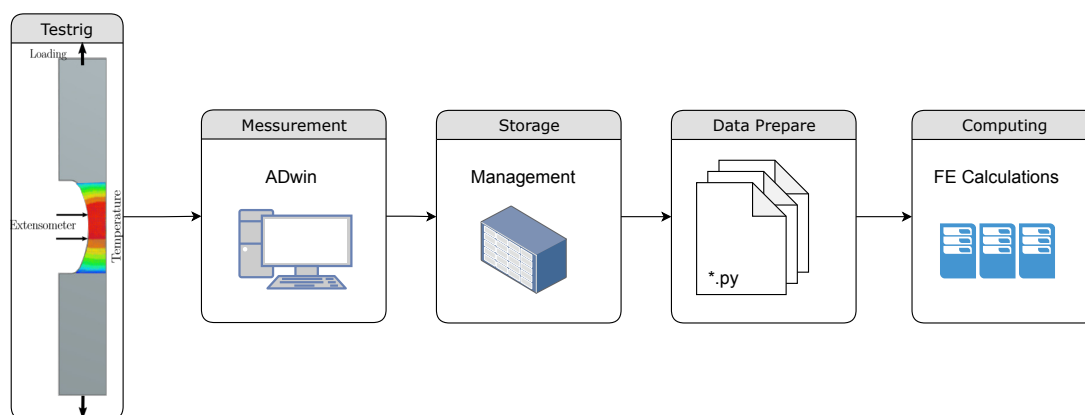 Testrig
Loading
Extensometer
Temperature
Messurement
ADwin
Storage
Management
Data Prepare
*.py
Computing
FE Calculations